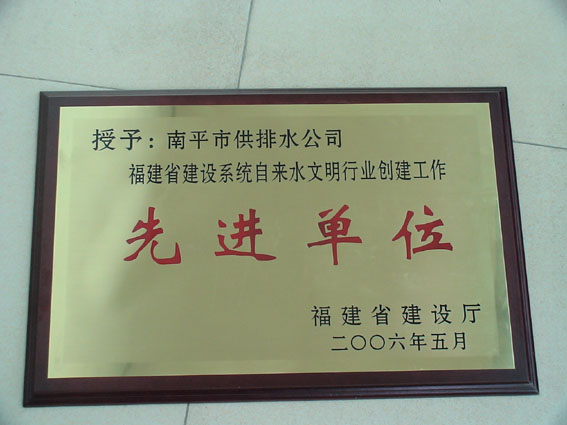 授予：南平市供排水公司
福建省建设系统自来水文明行业创建工作
先进单位
福建省建设厅
二〇〇六年五月